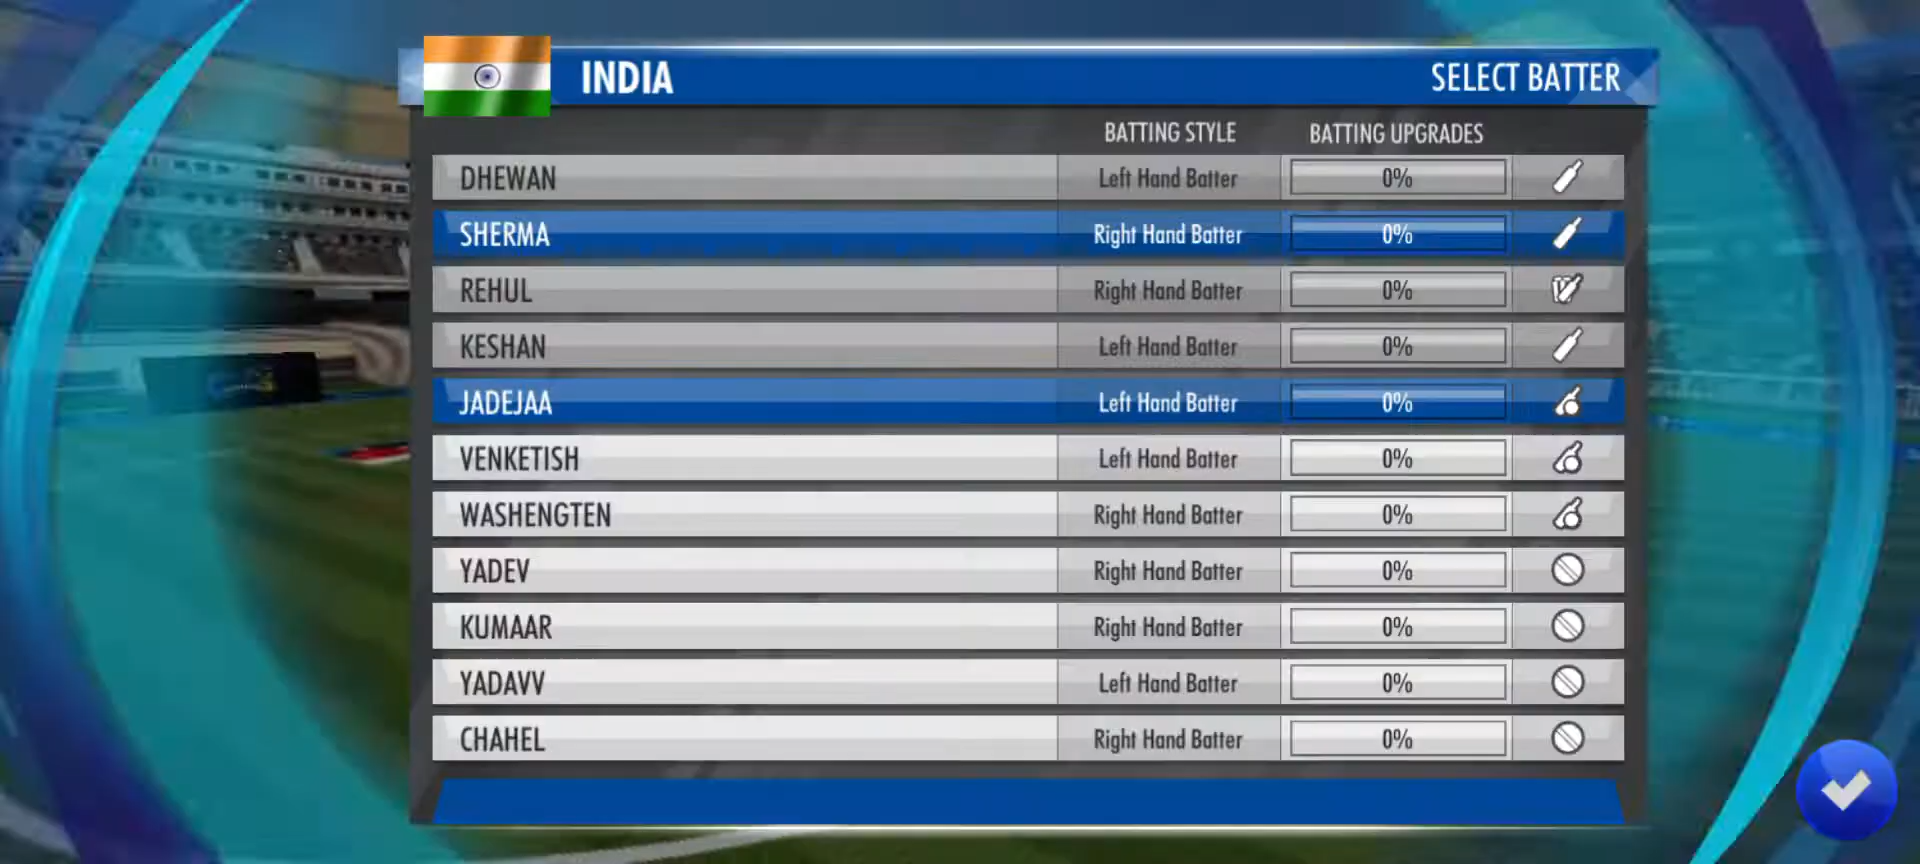 INDIA SELECT BATTER
BATTING STYLE BATTING UPGRADES
DHEWAN Left Hand Batter 0%
SHERMA Right Hand Batter 0%
REHUL Right Hand Batter 0%
KESHAN Left Hand Batter 0%
JADEJAA Left Hand Batter 0%
VENKETISH Left Hand Batter 0%
WASHENGTEN Right Hand Batter 0%
YADEV Right Hand Batter 0%
KUMAAR Right Hand Batter 0%
YADAVV Left Hand Batter 0%
CHAHEL Right Hand Batter 0%